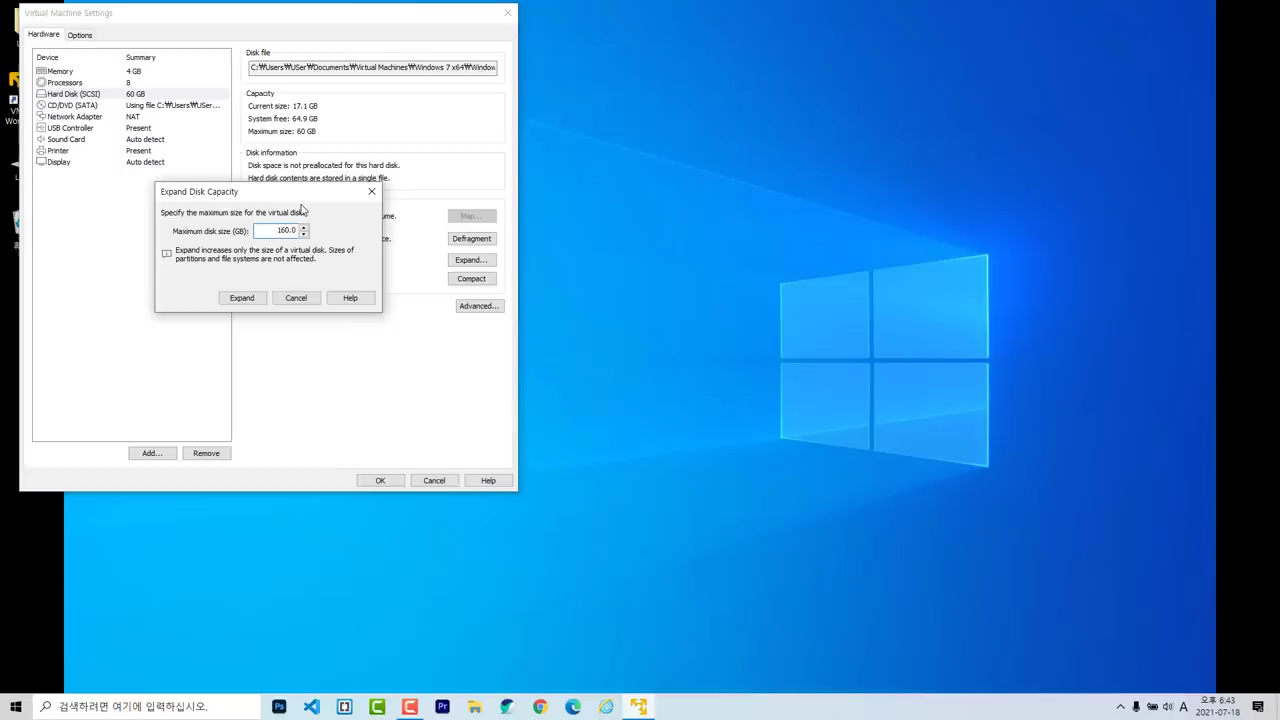 Virtual Machine Settings
Hardware
Options
Device
Summary
Memory
4 GB
Processors
8
Hard Disk (SCSI)
60 GB
CD/DVD (SATA)
Using file C:₩Users₩USer...
Network Adapter
NAT
USB Controller
Present
Sound Card
Auto detect
Printer
Present
Display
Auto detect
Add...
Remove
Disk file
C:₩Users₩USer₩Documents₩Virtual Machines₩Windows 7 x64₩Window
Capacity
Current size: 17.1 GB
System free: 64.9 GB
Maximum size: 60 GB
Disk information
Disk space is not preallocated for this hard disk.
Hard disk contents are stored in a single file.
Map...
Defragment
Expand...
Compact
Advanced...
Expand Disk Capacity
Specify the maximum size for the virtual disk:
Maximum disk size (GB):
160.0
Expand increases only the size of a virtual disk. Sizes of
partitions and file systems are not affected.
Expand
Cancel
Help
OK
Cancel
Help
검색하려면 여기에 입력하십시오.
Ps
Pr
A
오후 6:43
2021-07-18